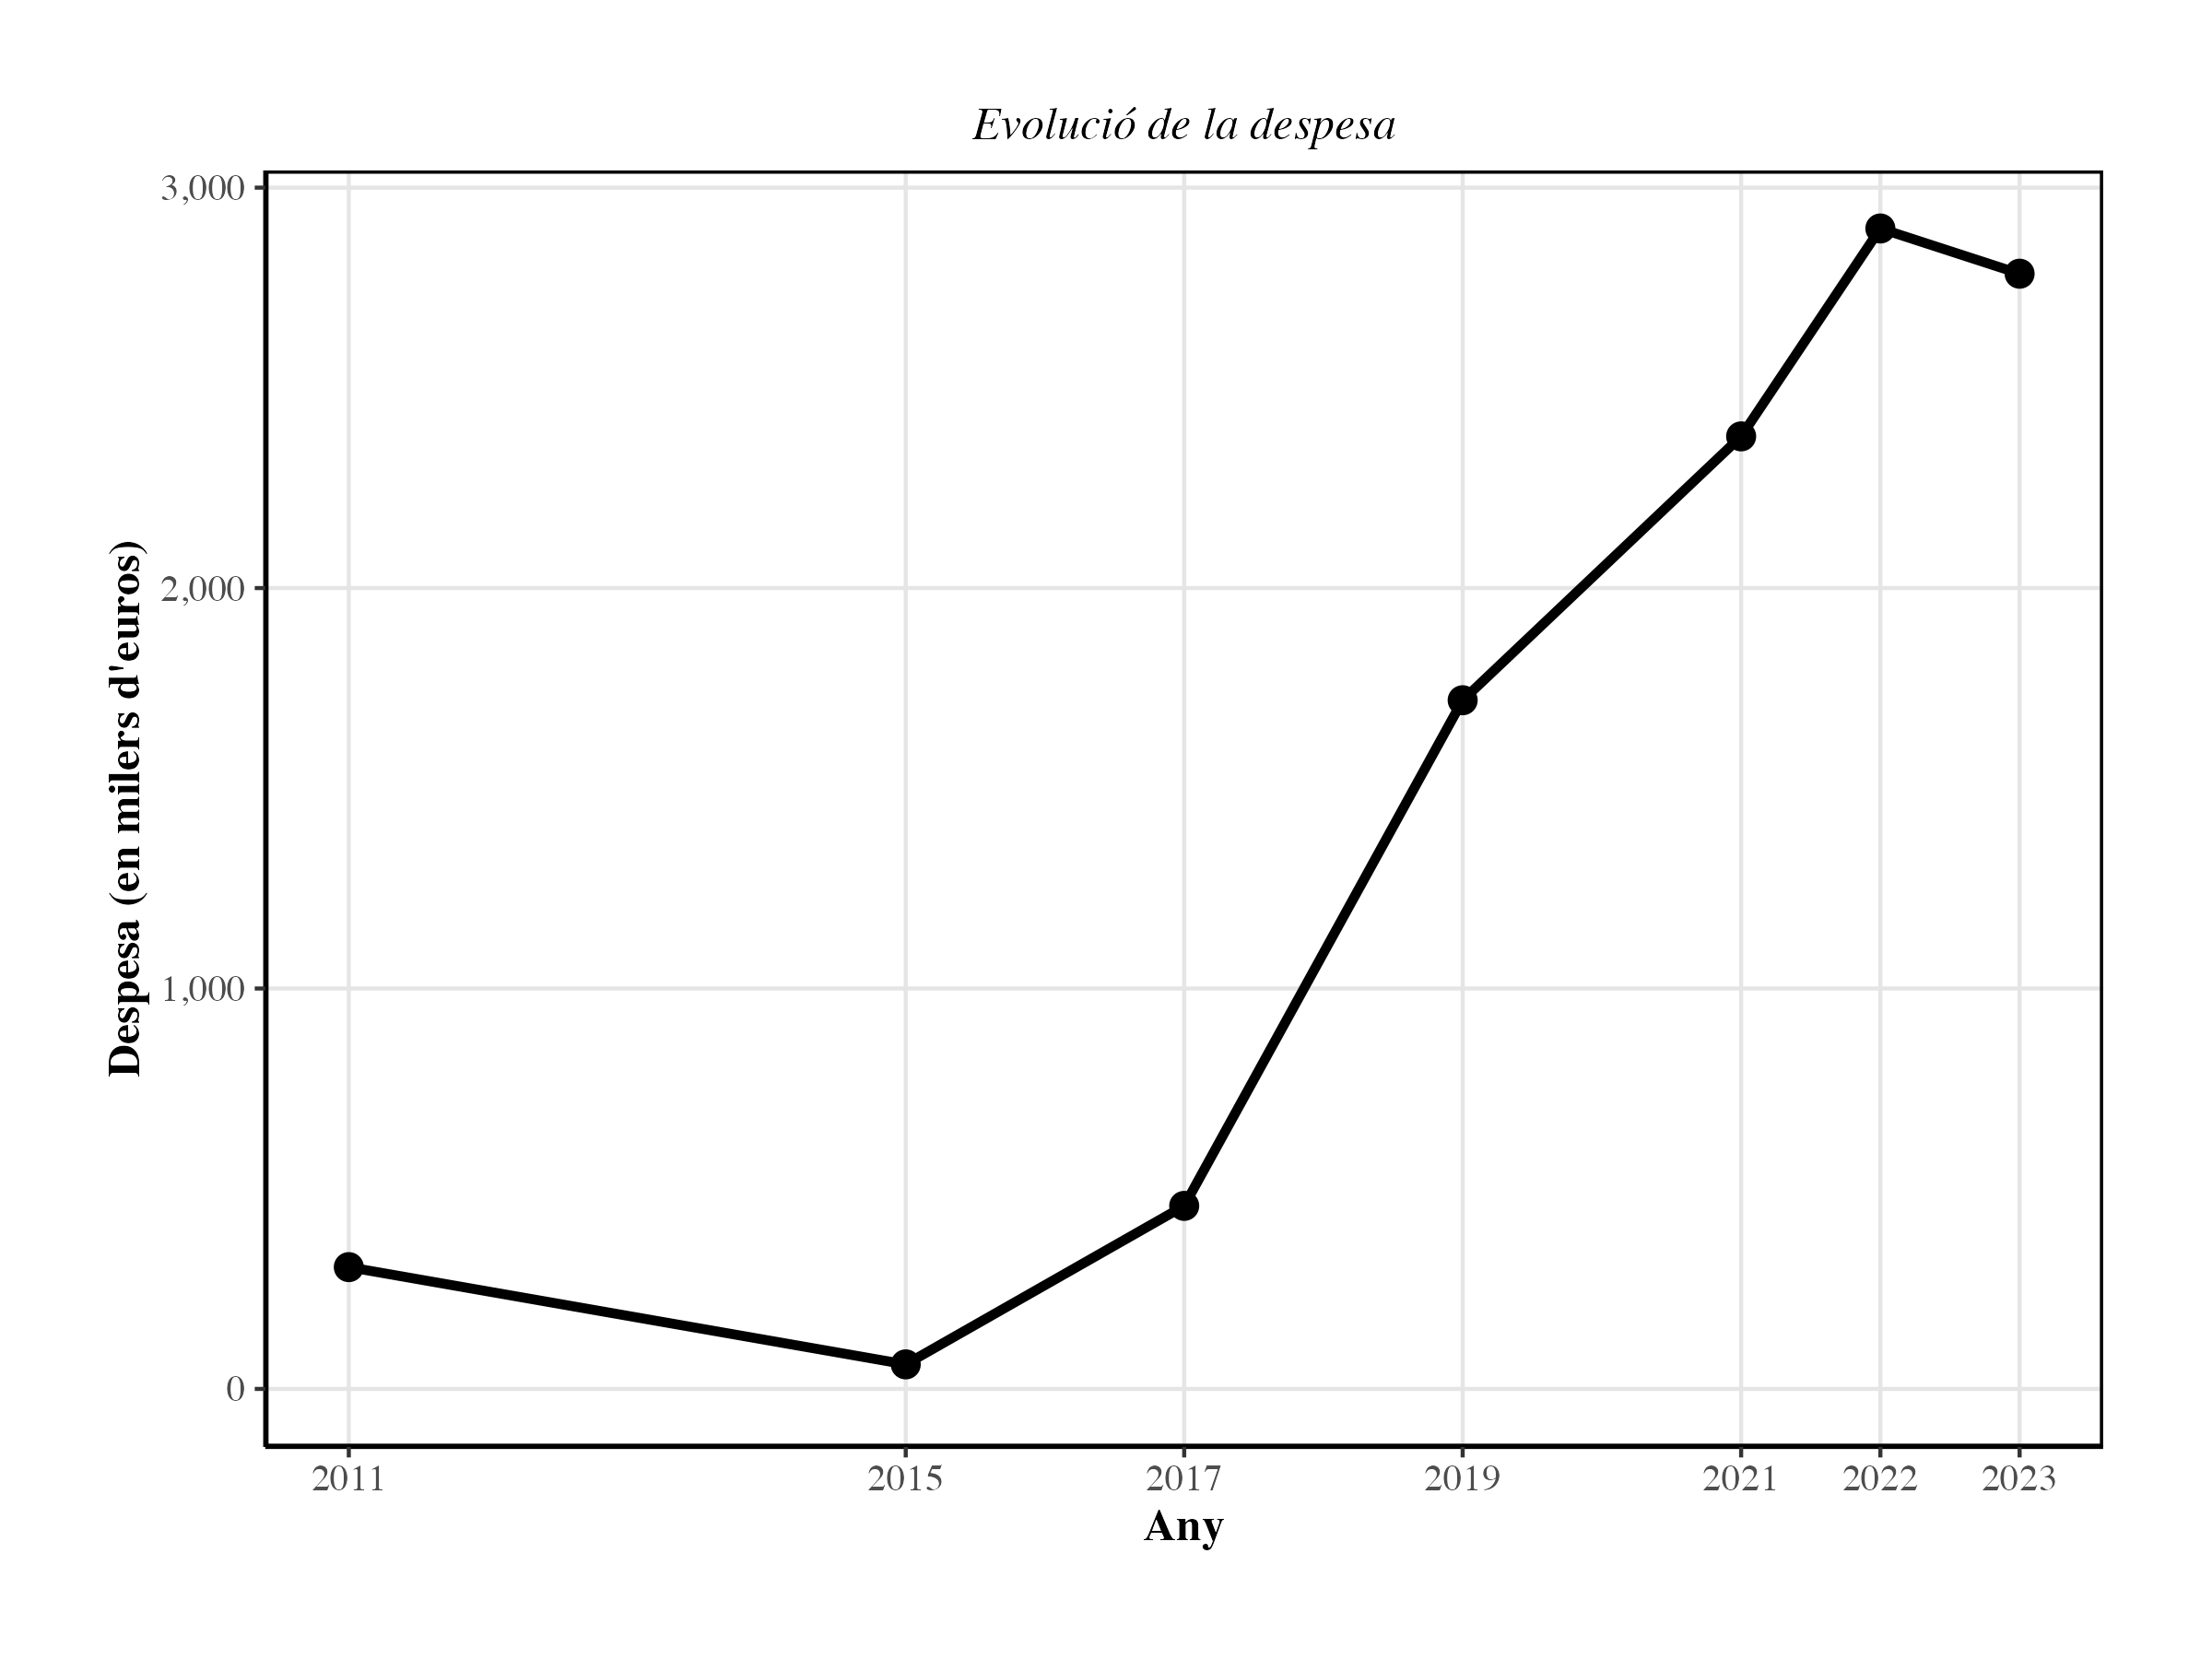 Evolució de la despesa
3,000
2,000
1,000
0
Despesa (en milers d'euros)
2011 2015 2017 2019 2021 2022 2023
Any